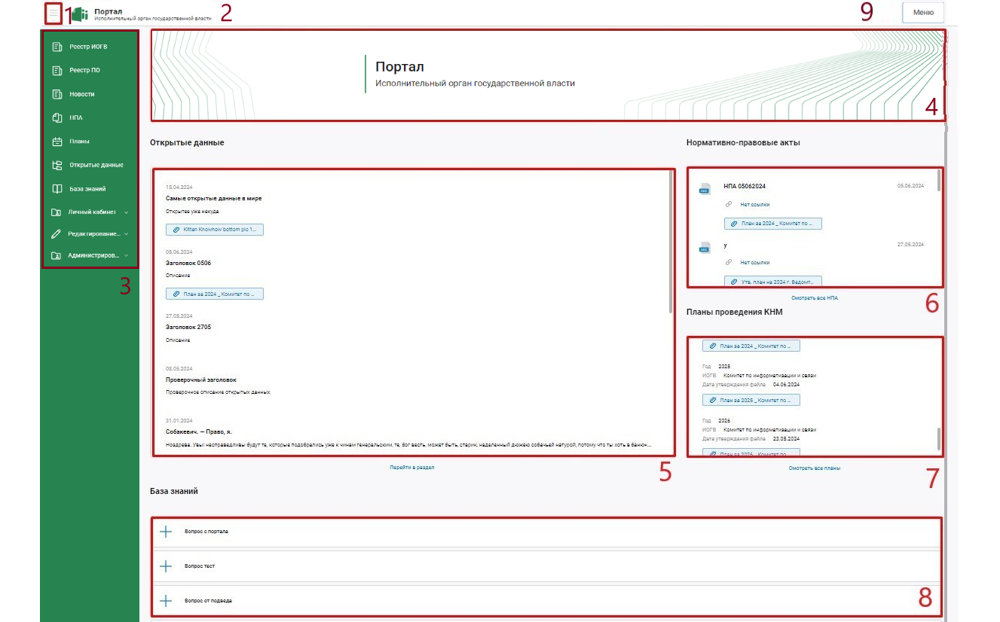 1
Портал
Исполнительный орган государственной власти
2
9
Меню
Реестр ИОГВ
Реестр ПО
Новости
НПА
Планы
Открытые данные
База знаний
Личный кабинет
Редактирование...
Администриров...
3
Портал
Исполнительный орган государственной власти
4
Открытые данные
15.04.2024
Самые открытые данные в мире
Открытее уже некуда
Kitten Knowhow bottom pic 1...
05.06.2024
Заголовок 0506
Описание
План за 2024 _ Комитет по ...
27.05.2024
Заголовок 2705
Описание
08.05.2024
Проверочный заголовок
Проверочное описание открытых данных
31.01.2024
Собакевич. — Право, я.
Ноздрева. Увы! несправедливы будут те, которые подобрались уже к чинам генеральским, те, бог весть, может быть, старик, наделенный дюжею собачьей натурой, потому что ты хоть в баню»...
Перейти в раздел
5
Нормативно-правовые акты
НПА 05062024
05.06.2024
DOC
Нет ссылки
План за 2024 _ Комитет по ...
у
27.05.2024
DOC
Нет ссылки
Утв. план на 2024 г. Ведомт...
Смотреть все НПА
6
Планы проведения КНМ
План за 2024 _ Комитет по ...
Год 2025
ИОГВ Комитет по информатизации и связи
Дата утверждения файла 04.06.2024
План за 2025 _ Комитет по ...
Год 2026
ИОГВ Комитет по информатизации и связи
Дата утверждения файла 23.05.2024
План за 2026 _ Комитет по ...
Смотреть все планы
7
База знаний
Вопрос с портала
Вопрос тест
Вопрос от подведа
8